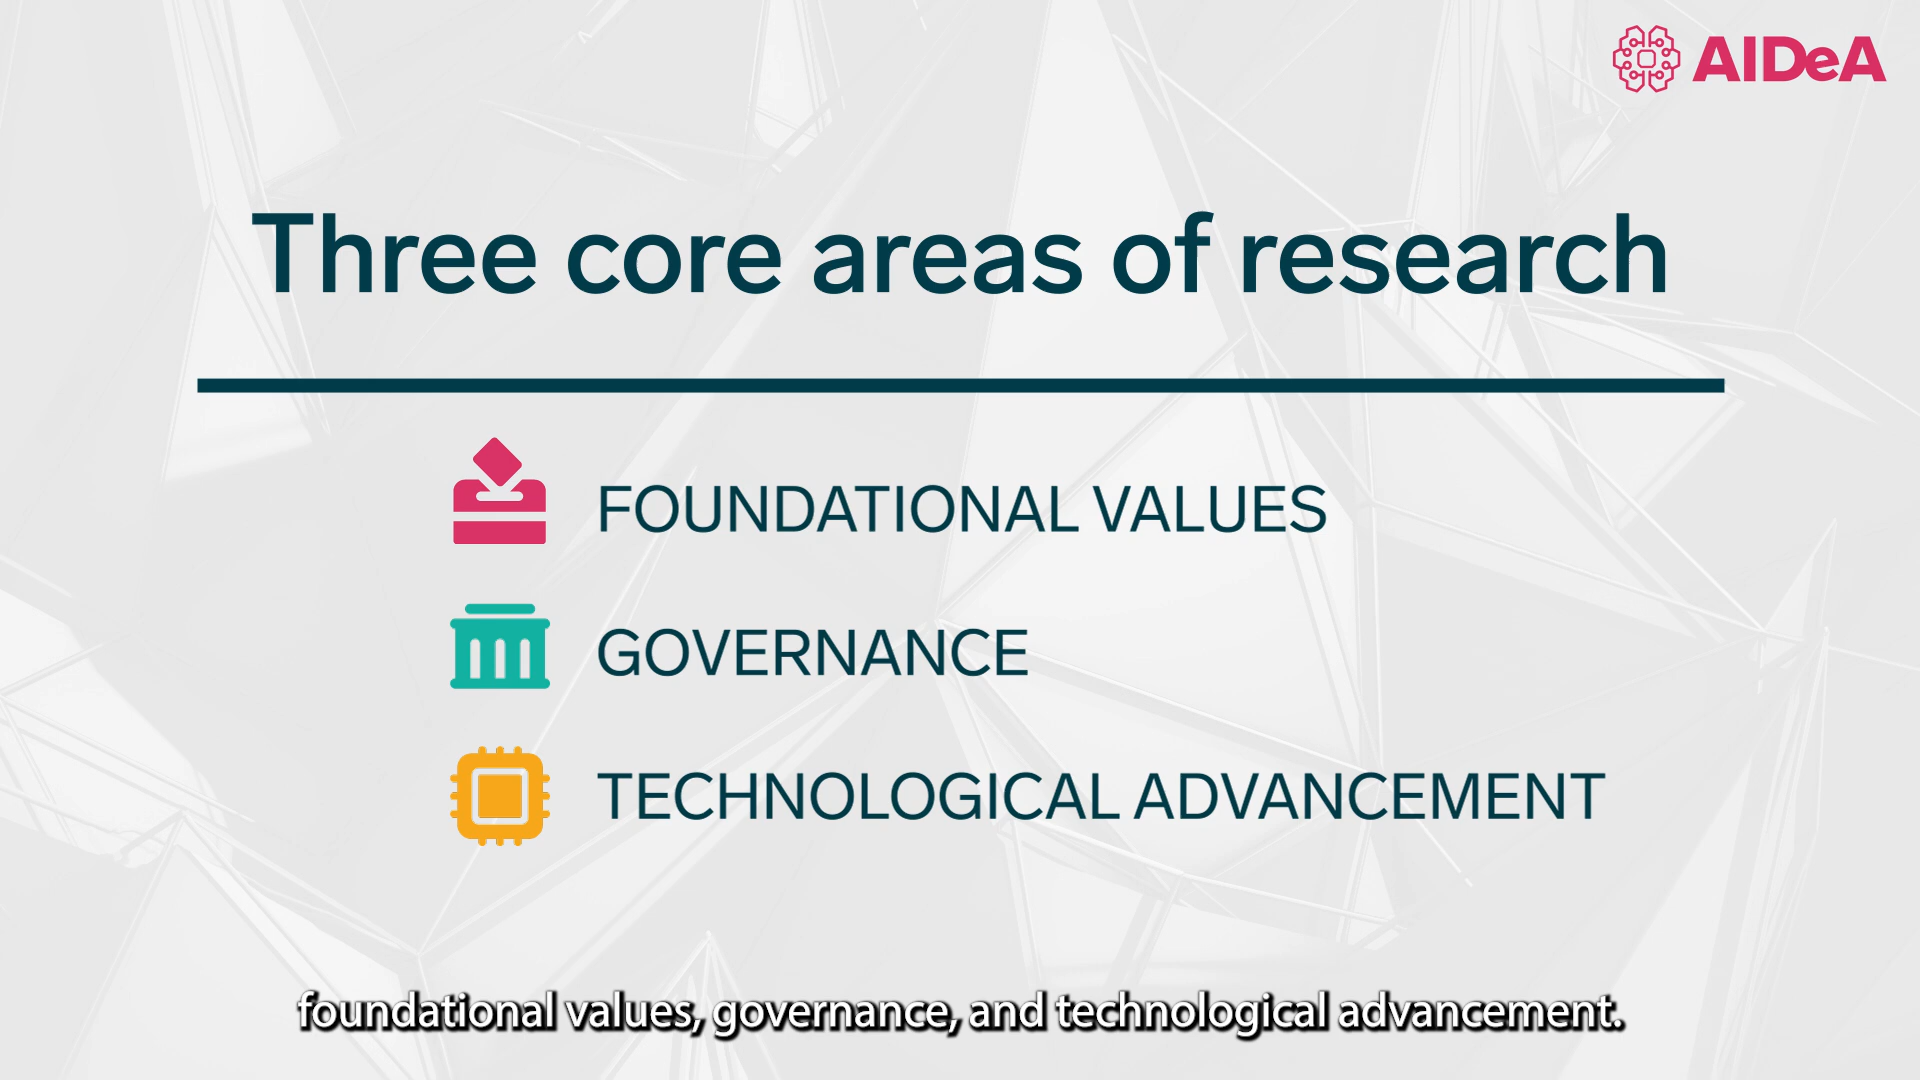 AIDeA
Three core areas of research
FOUNDATIONAL VALUES
GOVERNANCE
TECHNOLOGICAL ADVANCEMENT
foundational values, governance, and technological advancement.